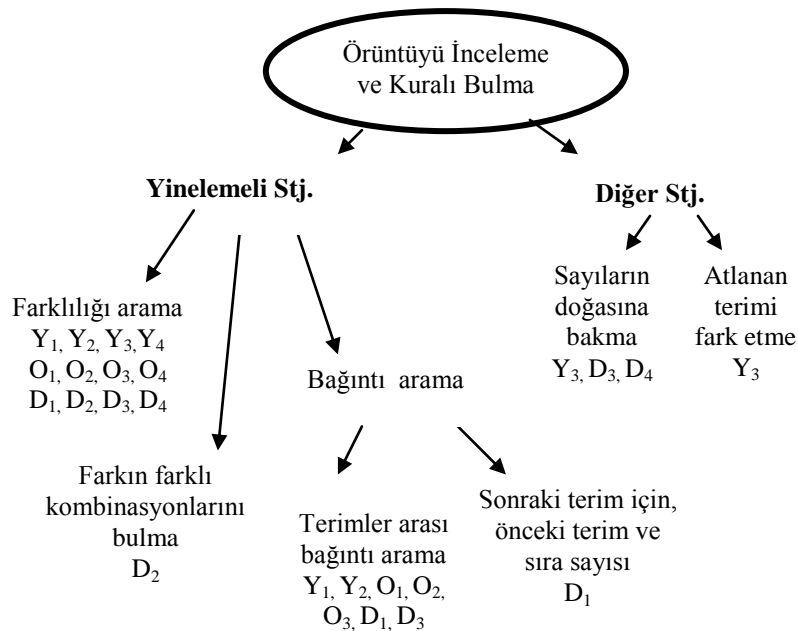 Örüntüyü İnceleme
ve Kuralı Bulma
Yinelemeli Stj.
Diğer Stj.
Farklılığı arama
Y₁, Y₂, Y₃,Y₄
O₁, O₂, O₃, O₄
D₁, D₂, D₃, D₄
Farkın farklı
kombinasyonlarını
bulma
D₂
Bağıntı arama
Terimler arası
bağıntı arama
Y₁, Y₂, O₁, O₂,
O₃, D₁, D₃
Sonraki terim için,
önceki terim ve
sıra sayısı
D₁
Sayıların
doğasına
bakma
Y₃, D₃, D₄
Atlanan
terimi
fark etme
Y₃